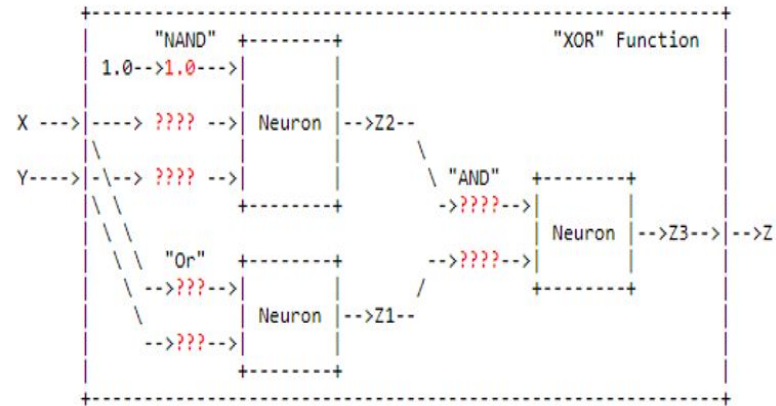 "NAND" "XOR" Function
1.0-->1.0--->
X ---> ----> ???? --> Neuron -->Z2--
Y----> --> ???? --> "AND"
->????-->
Neuron -->Z3--> -->Z
"Or" -->????-->
-->???-->
Neuron -->Z1--
-->???-->